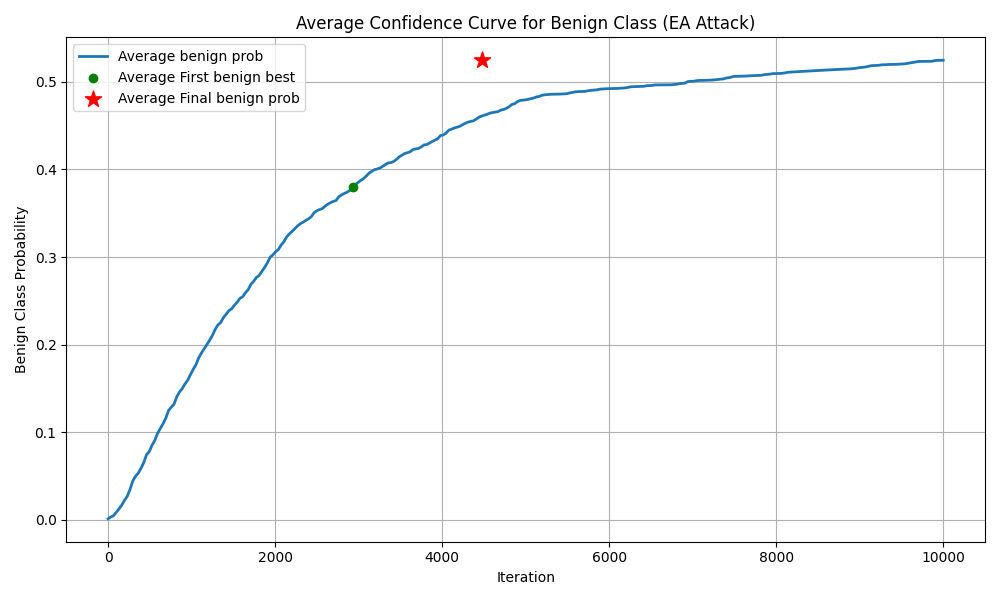 Average Confidence Curve for Benign Class (EA Attack)
Average benign prob
Average First benign best
Average Final benign prob
Benign Class Probability
0.5
0.4
0.3
0.2
0.1
0.0
0 2000 4000 6000 8000 10000
Iteration